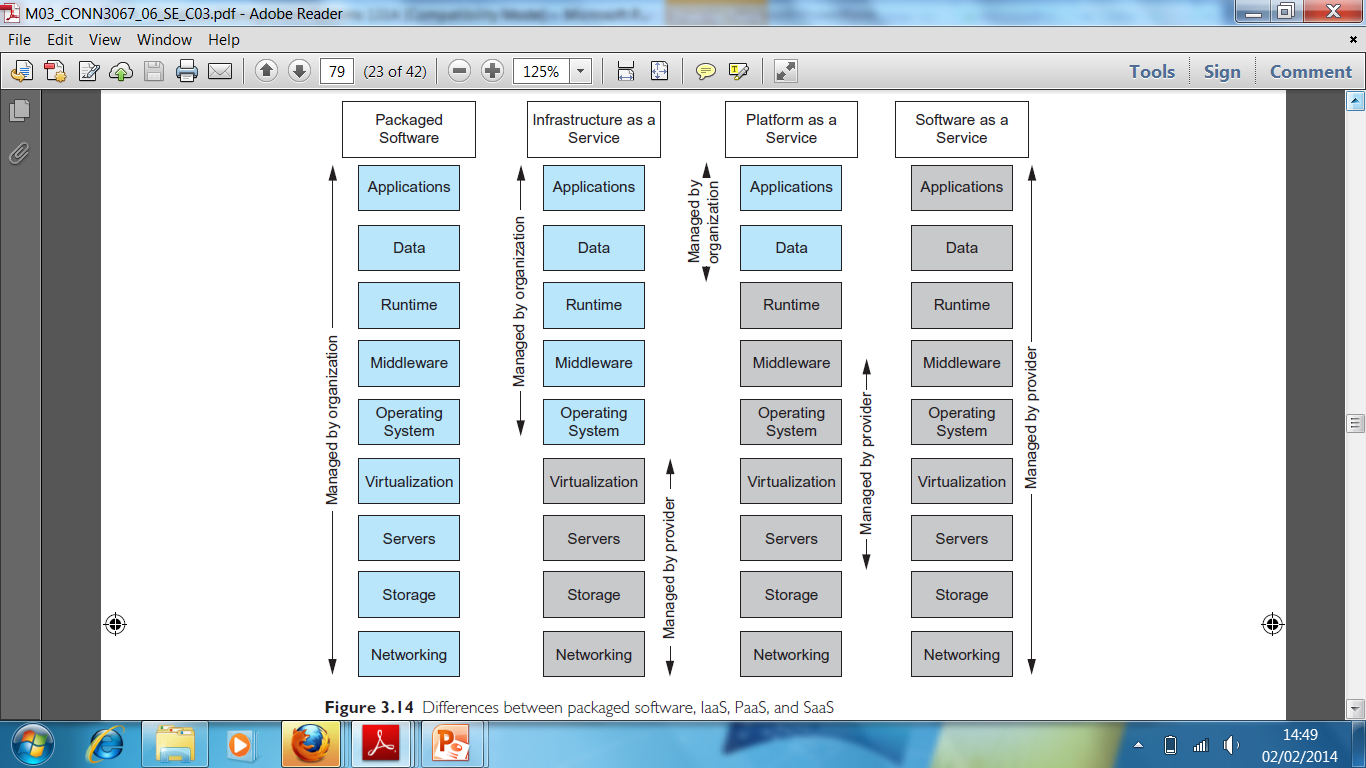 M03_CONN3067_06_SE_C03.pdf - Adobe Reader
File Edit View Window Help
79 (23 of 42) 125% Tools Sign Comment
Packaged
Software
Infrastructure as a
Service
Platform as a
Service
Software as a
Service
Managed by organization
Applications
Data
Runtime
Middleware
Operating
System
Virtualization
Servers
Storage
Networking
Managed by organization
Applications
Data
Runtime
Middleware
Operating
System
Virtualization
Servers
Storage
Networking
Managed by provider
Managed by
organization
Applications
Data
Runtime
Middleware
Operating
System
Virtualization
Servers
Storage
Networking
Managed by provider
Applications
Data
Runtime
Middleware
Operating
System
Virtualization
Servers
Storage
Networking
Managed by provider
Figure 3.14 Differences between packaged software, IaaS, PaaS, and SaaS
14:49
02/02/2014